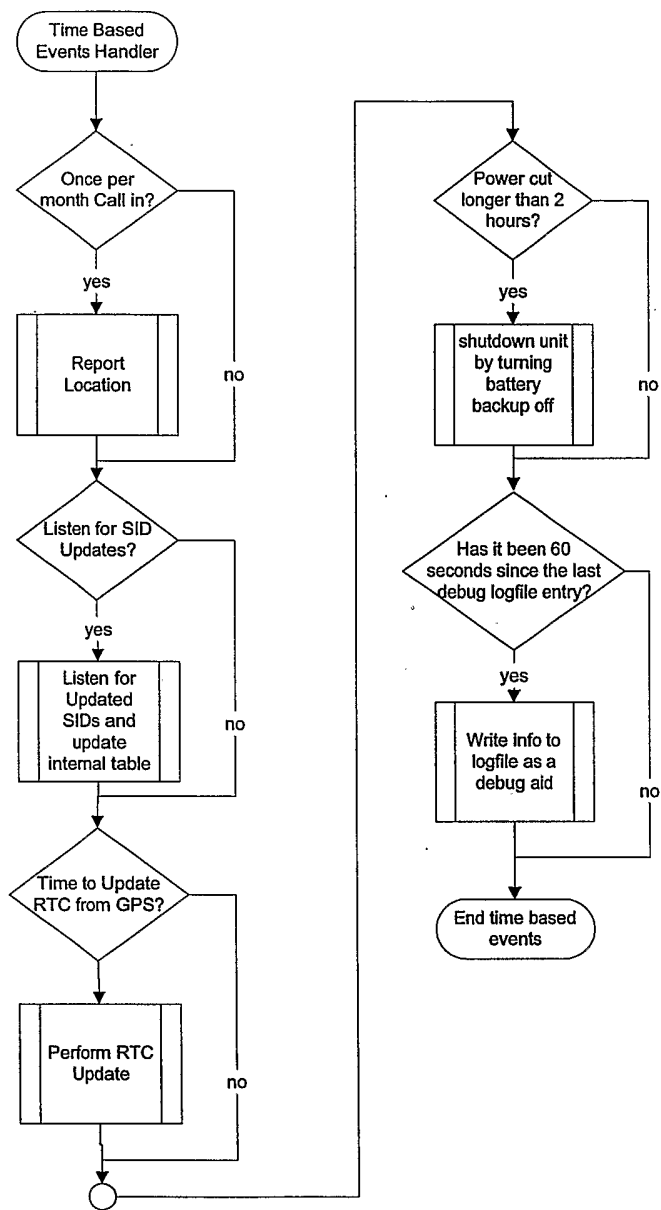 Time Based
Events Handler
Once per
month Call in?
yes
no
Report
Location
Listen for SID
Updates?
yes
no
Listen for
Updated
SIDs and
update
internal table
Time to Update
RTC from GPS?
Perform RTC
Update
no
Power cut
longer than 2
hours?
yes
no
shutdown unit
by turning
battery
backup off
Has it been 60
seconds since the last
debug logfile entry?
yes
no
Write info to
logfile as a
debug aid
End time based
events